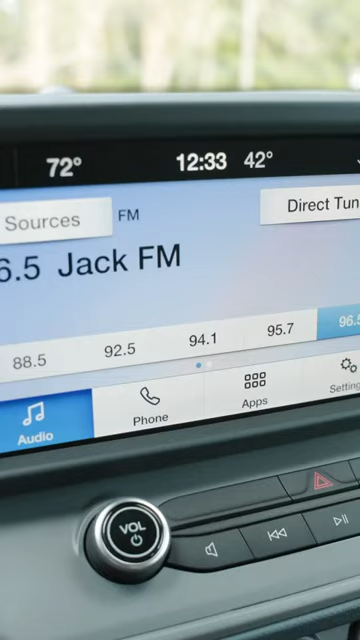 72° 12:33 42°
Sources FM Direct Tun
6.5 Jack FM
88.5 92.5 94.1 95.7 96.5
Audio Phone Apps Setting
VOL